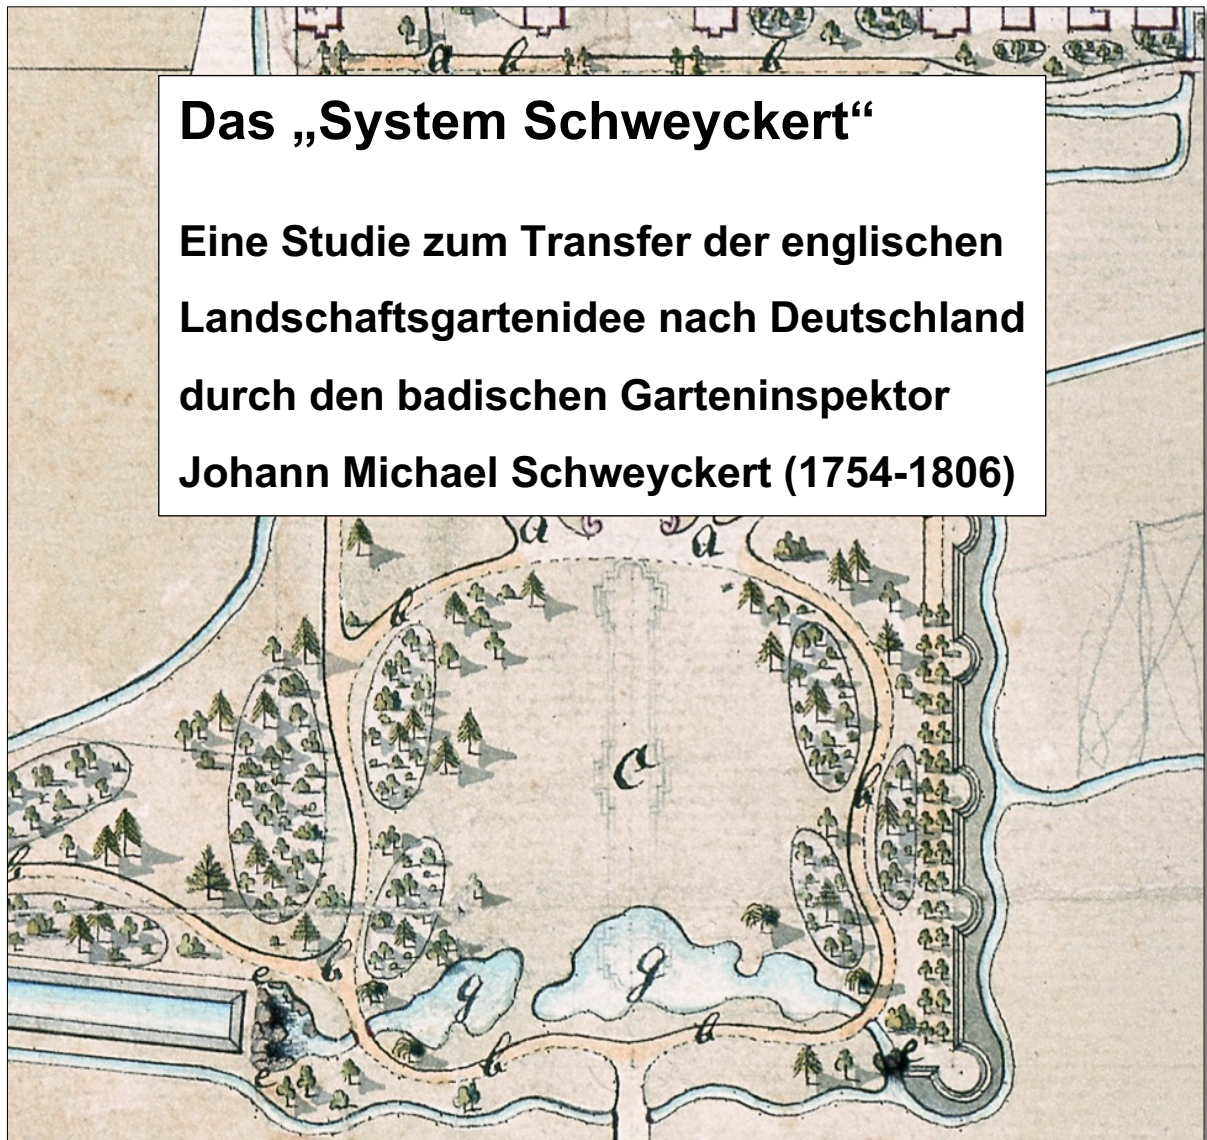 a b b
Das „System Schweyckert“
Eine Studie zum Transfer der englischen
Landschaftsgartenidee nach Deutschland
durch den badischen Garteninspektor
Johann Michael Schweyckert (1754-1806)
a a
b
c
b
b b
e g g
b b
e